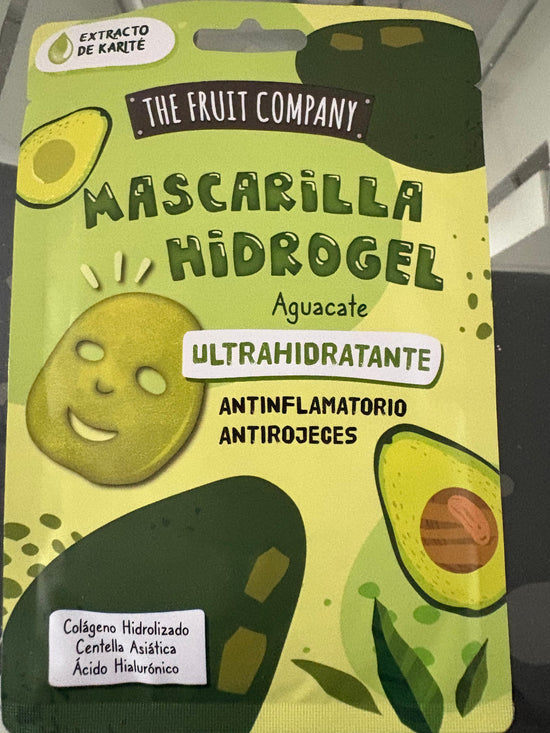 EXTRACTO
DE KARITÉ
THE FRUIT COMPANY
MASCARILLA
HIDROGEL
Aguacate
ULTRAHIDRATANTE
ANTINFLAMATORIO
ANTIROJECES
Colágeno Hidrolizado
Centella Asiática
Ácido Hialurónico